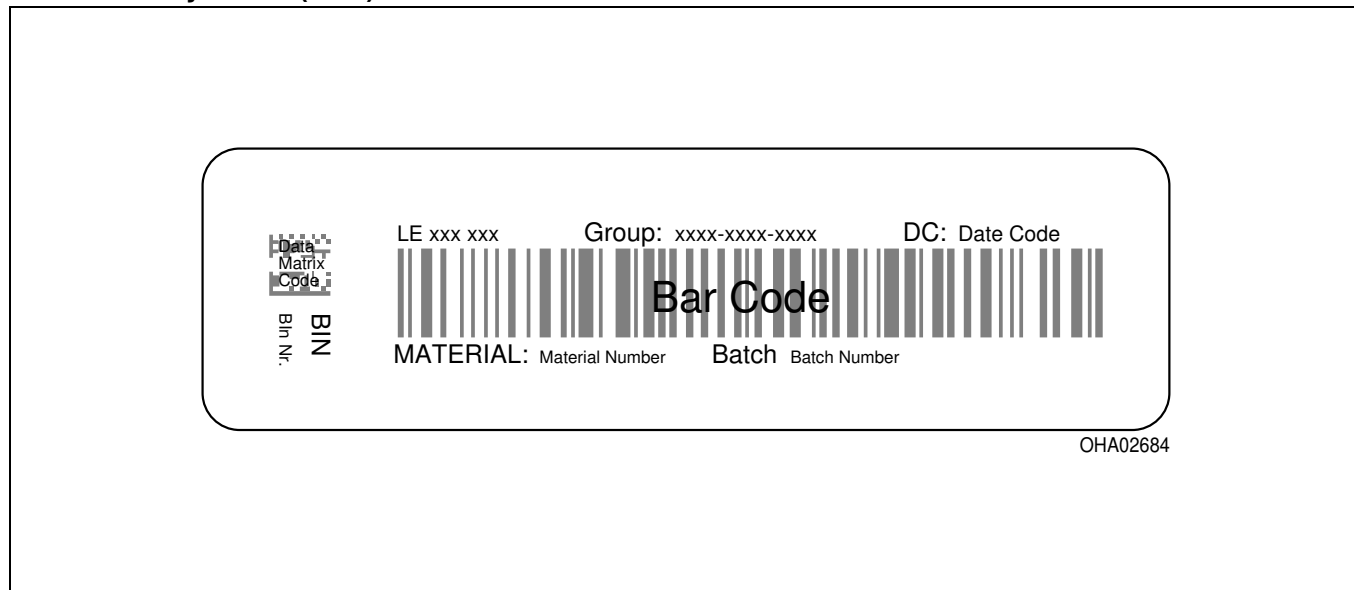 Data
Matrix
Code
BIN
BIn Nr.
LE xxx xxx Group: xxxx-xxxx-xxxx DC: Date Code
Bar Code
MATERIAL: Material Number Batch Batch Number
OHA02684